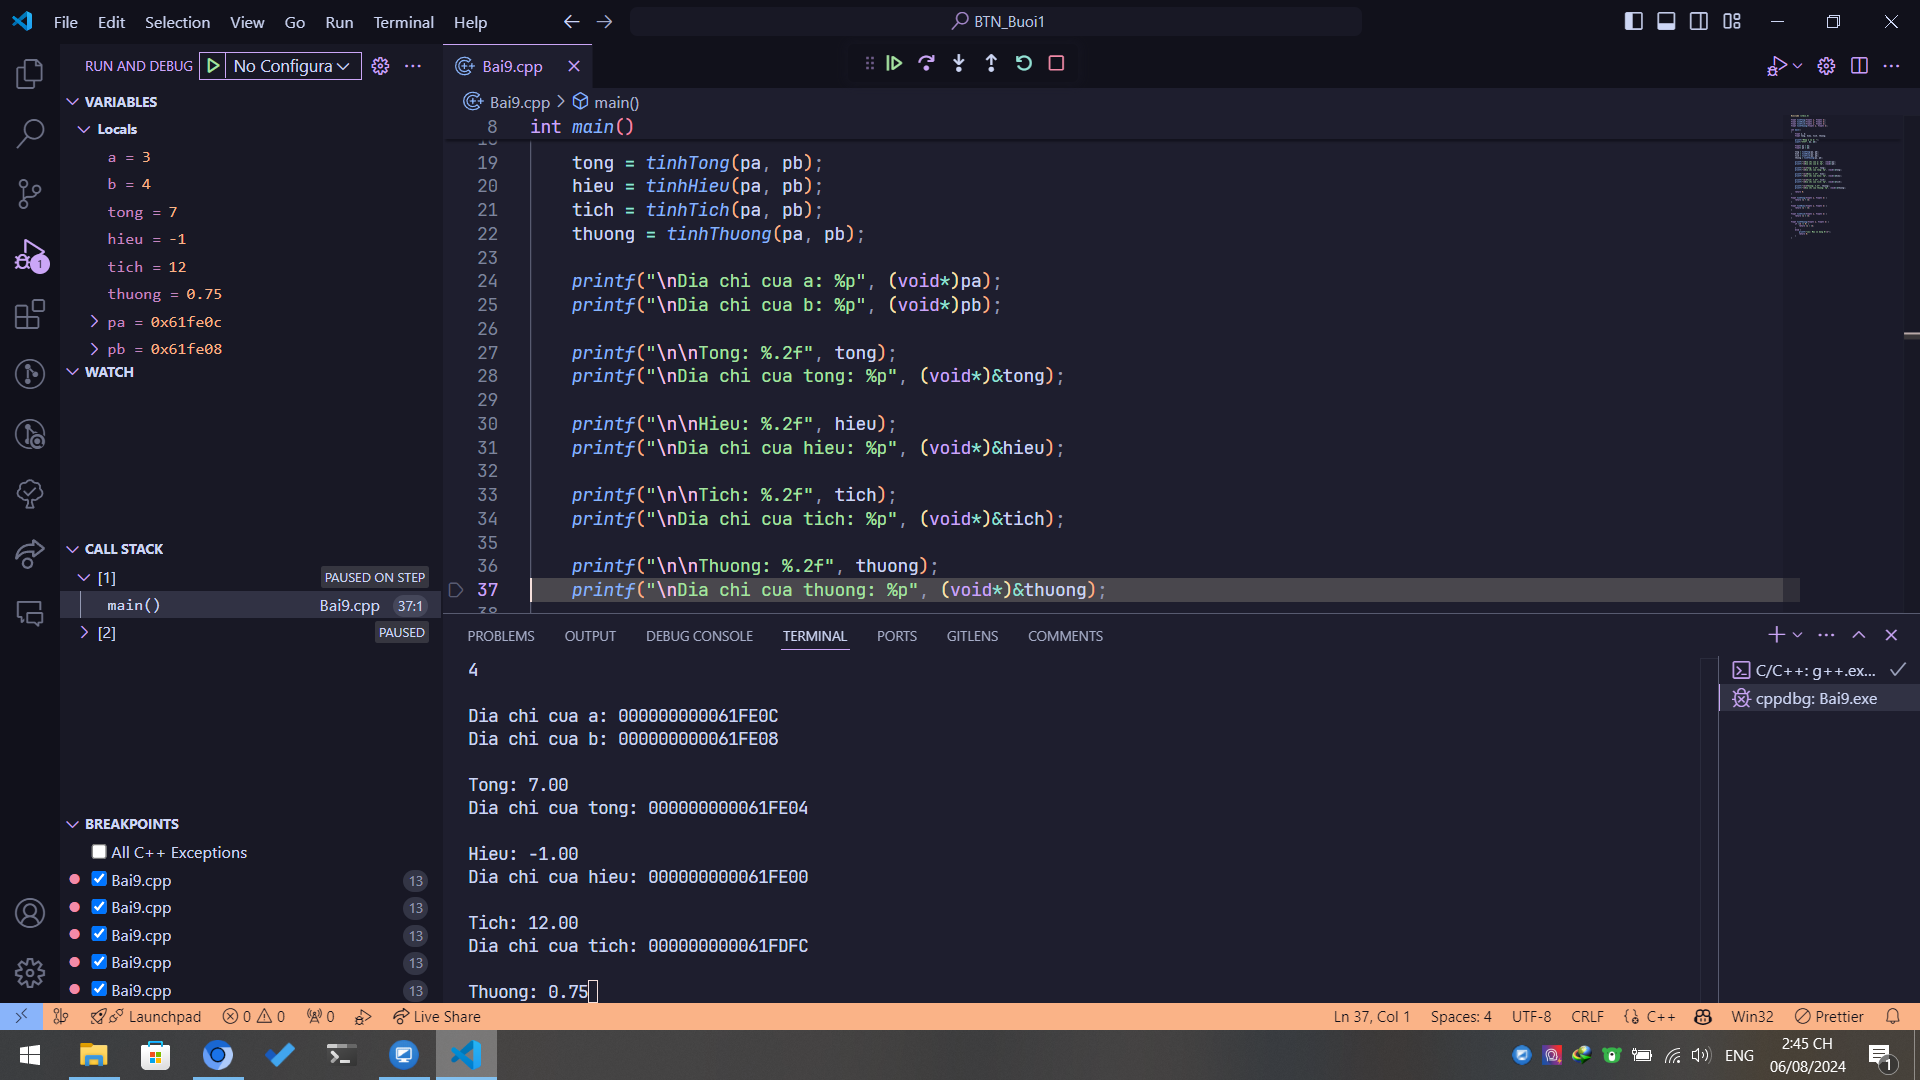 File Edit Selection View Go Run Terminal Help
BTN_Buoi1
RUN AND DEBUG
No Configura
VARIABLES
Locals
a = 3
b = 4
tong = 7
hieu = -1
tich = 12
thuong = 0.75
pa = 0x61fe0c
pb = 0x61fe08
WATCH
CALL STACK
[1] PAUSED ON STEP
main() Bai9.cpp 37:1
[2] PAUSED
BREAKPOINTS
All C++ Exceptions
Bai9.cpp 13
Bai9.cpp 13
Bai9.cpp 13
Bai9.cpp 13
Bai9.cpp 13
Bai9.cpp
Bai9.cpp > main()
8 int main()
19 tong = tinhTong(pa, pb);
20 hieu = tinhHieu(pa, pb);
21 tich = tinhTich(pa, pb);
22 thuong = tinhThuong(pa, pb);
23
24 printf("\nDia chi cua a: %p", (void*)pa);
25 printf("\nDia chi cua b: %p", (void*)pb);
26
27 printf("\n\nTong: %.2f", tong);
28 printf("\nDia chi cua tong: %p", (void*)&tong);
29
30 printf("\n\nHieu: %.2f", hieu);
31 printf("\nDia chi cua hieu: %p", (void*)&hieu);
32
33 printf("\n\nTich: %.2f", tich);
34 printf("\nDia chi cua tich: %p", (void*)&tich);
35
36 printf("\n\nThuong: %.2f", thuong);
37 printf("\nDia chi cua thuong: %p", (void*)&thuong);
38
PROBLEMS OUTPUT DEBUG CONSOLE TERMINAL PORTS GITLENS COMMENTS
4
Dia chi cua a: 000000000061FE0C
Dia chi cua b: 000000000061FE08
Tong: 7.00
Dia chi cua tong: 000000000061FE04
Hieu: -1.00
Dia chi cua hieu: 000000000061FE00
Tich: 12.00
Dia chi cua tich: 000000000061FDFC
Thuong: 0.75
C/C++: g++.ex...
cppdbg: Bai9.exe
Launchpad 0 0 0 Live Share
Ln 37, Col 1 Spaces: 4 UTF-8 CRLF {} C++ Win32 Prettier
1
ENG
2:45 CH
06/08/2024
1